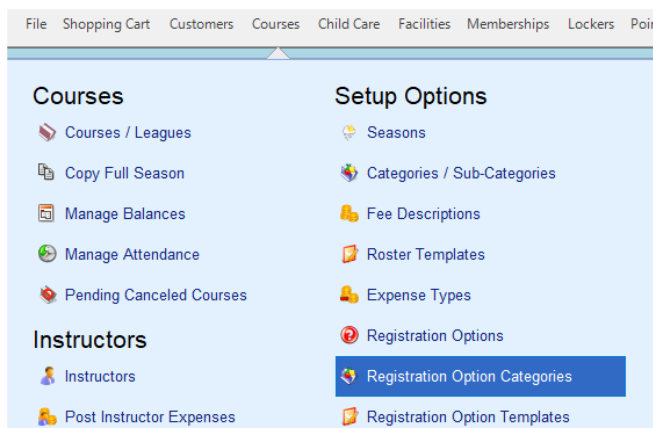 File Shopping Cart Customers Courses Child Care Facilities Memberships Lockers
Courses
Courses / Leagues
Copy Full Season
Manage Balances
Manage Attendance
Pending Canceled Courses
Instructors
Instructors
Post Instructor Expenses
Setup Options
Seasons
Categories / Sub-Categories
Fee Descriptions
Roster Templates
Expense Types
Registration Options
Registration Option Categories
Registration Option Templates